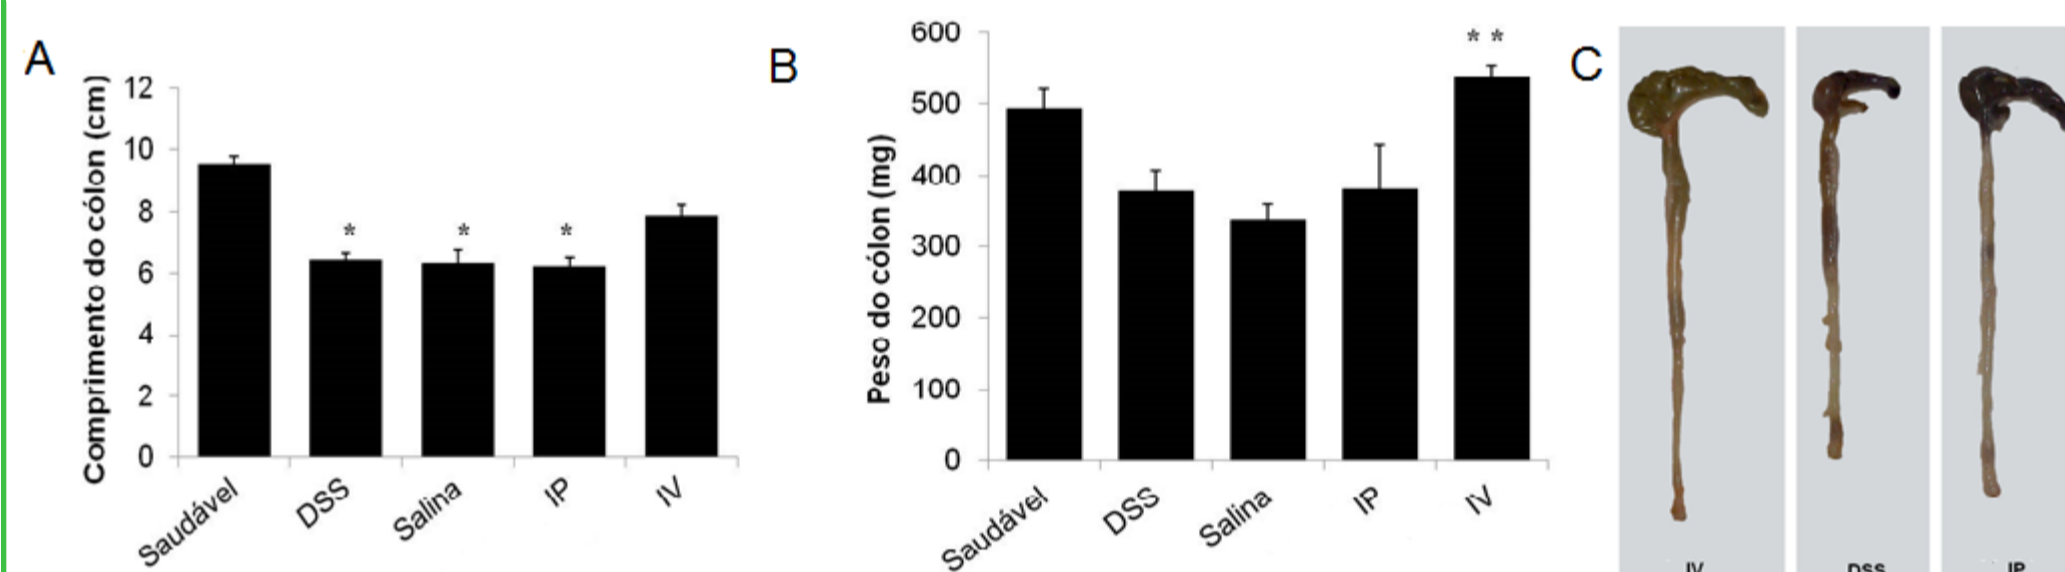 A
Comprimento do cólon (cm)
12
10
8
6
4
2
0
*
*
*
Saudável
DSS
Salina
IP
IV
B
Peso do cólon (mg)
600
500
400
300
200
100
0
* *
Saudável
DSS
Salina
IP
IV
C
IV
DSS
IP